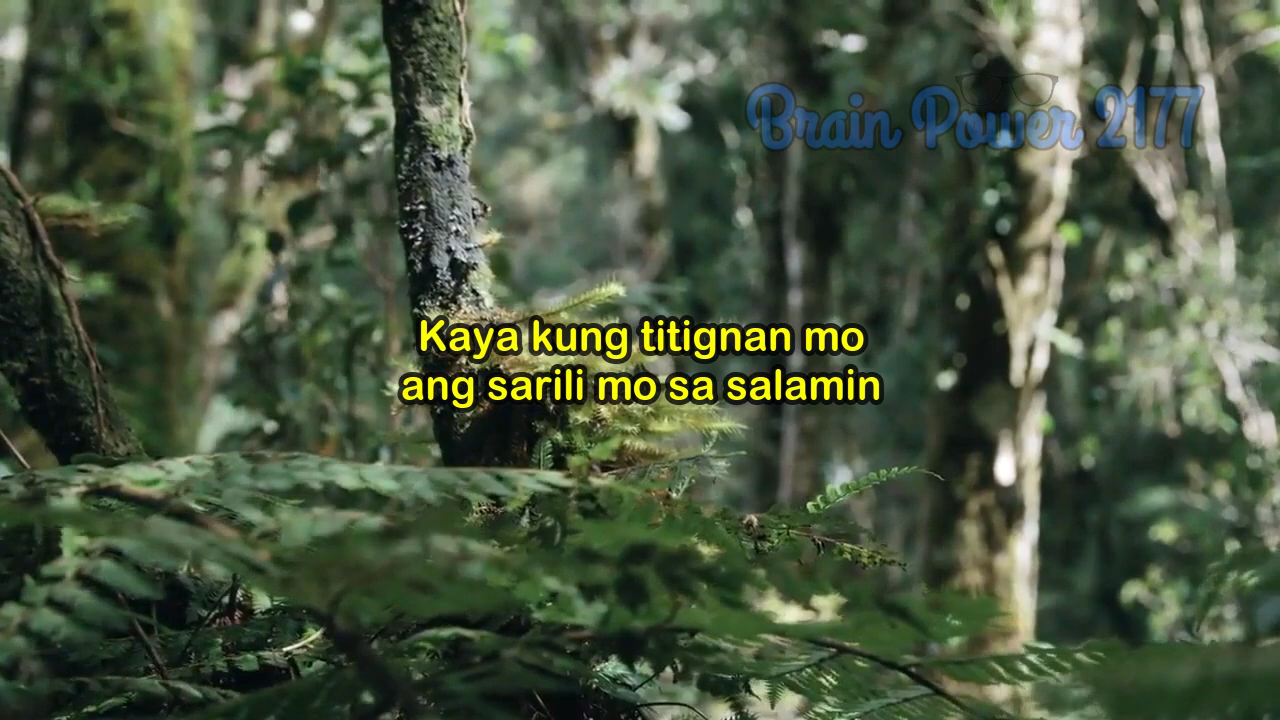 Brain Power 2177
Kaya kung titignan mo
ang sarili mo sa salamin